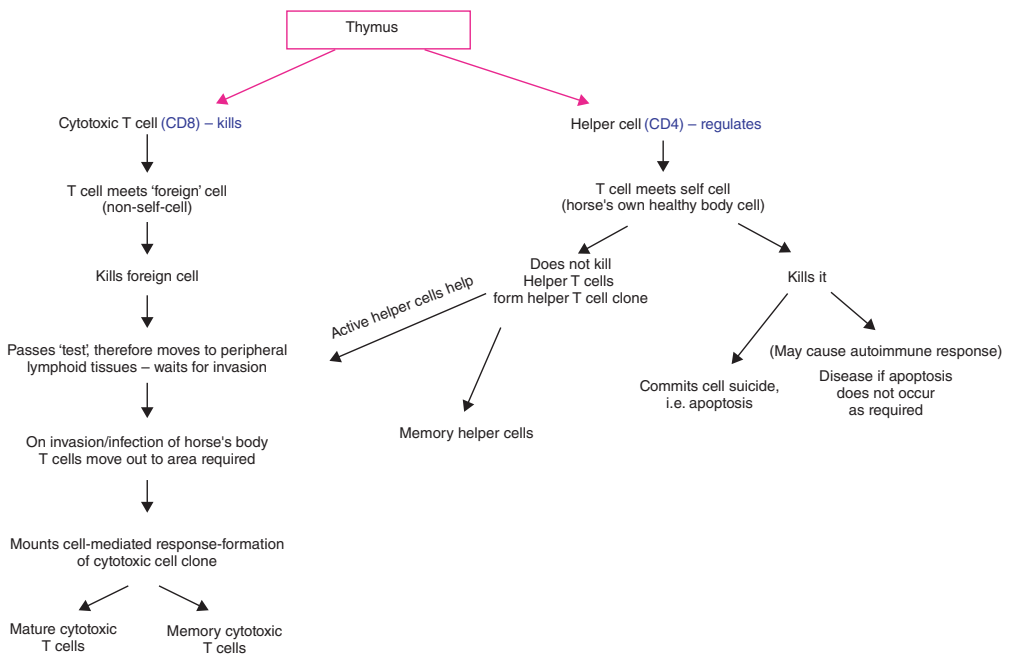 Thymus
Cytotoxic T cell (CD8) – kills
Helper cell (CD4) – regulates
T cell meets ‘foreign’ cell
(non-self-cell)
T cell meets self cell
(horse's own healthy body cell)
Kills foreign cell
Does not kill
Helper T cells
form helper T cell clone
Kills it
Active helper cells help
Passes ‘test’, therefore moves to peripheral
lymphoid tissues – waits for invasion
(May cause autoimmune response)
Disease if apoptosis
does not occur
as required
Commits cell suicide,
i.e. apoptosis
Memory helper cells
On invasion/infection of horse's body
T cells move out to area required
Mounts cell-mediated response-formation
of cytotoxic cell clone
Mature cytotoxic
T cells
Memory cytotoxic
T cells